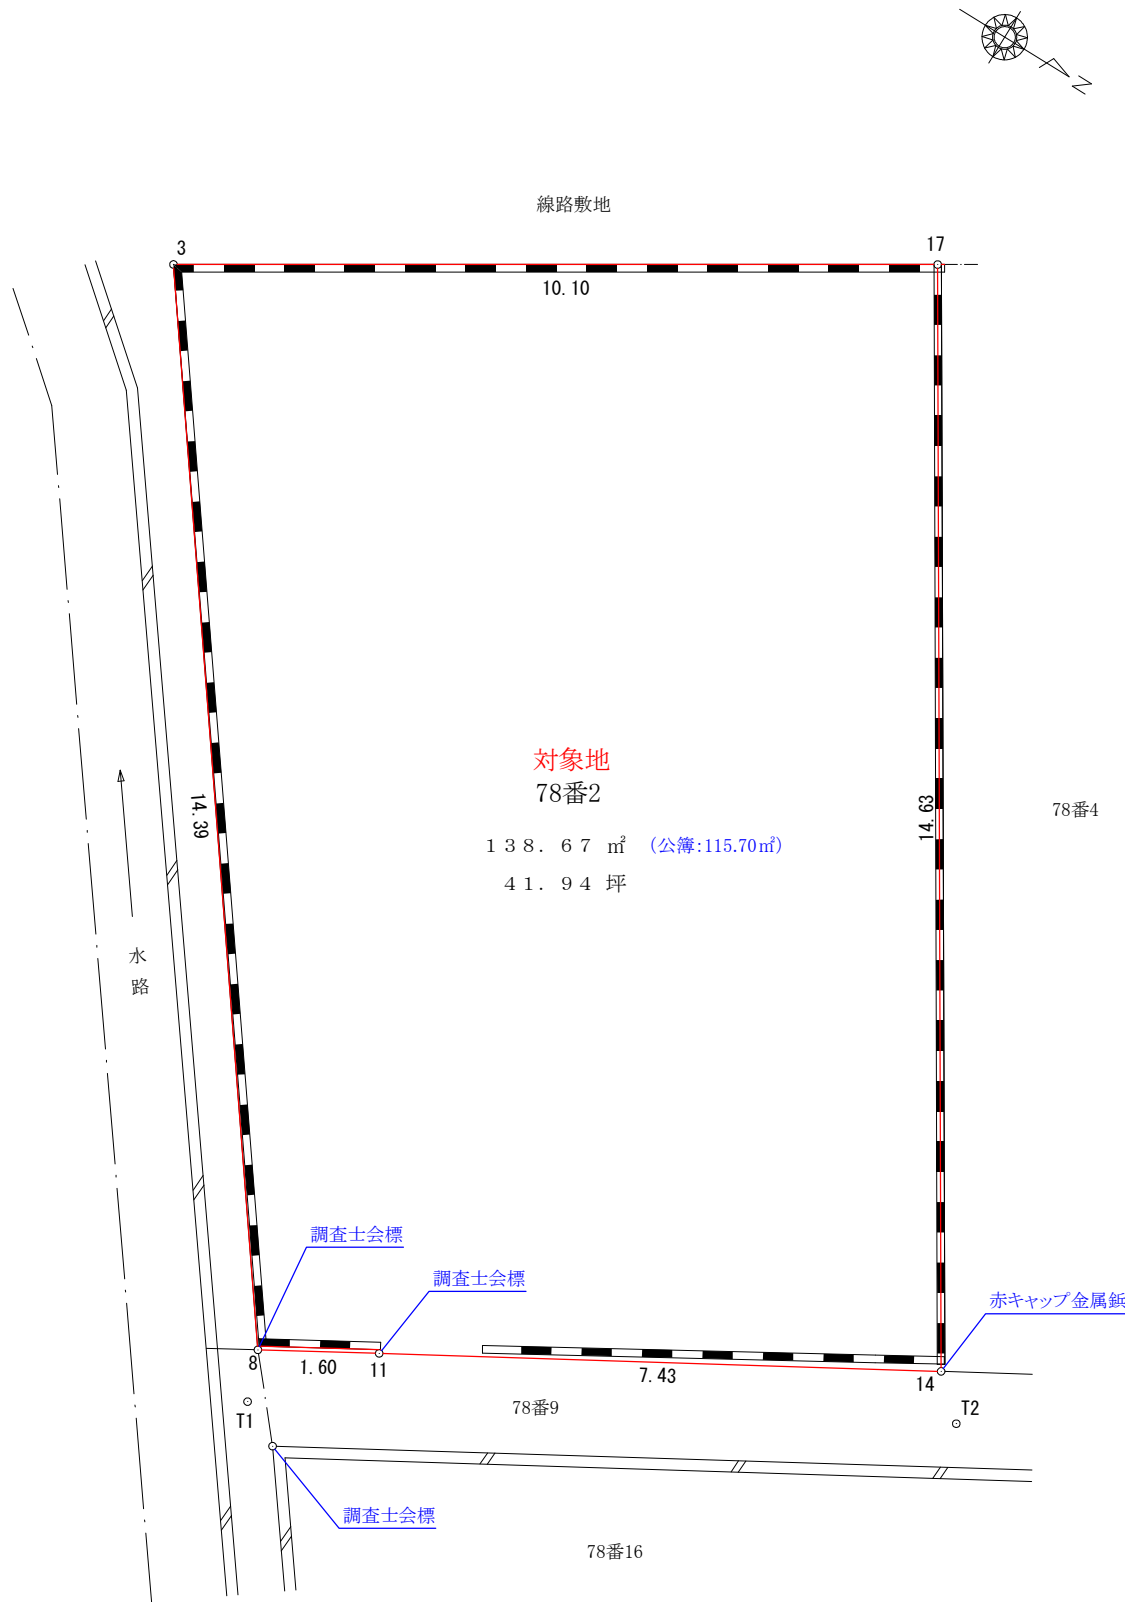 N
線路敷地
3
17
10.10
対象地
78番2
138.67 ㎡ (公簿:115.70㎡)
41.94 坪
14.39
14.63
78番4
水路
調査士会標
調査士会標
赤キャップ金属鋲
8
1.60
11
7.43
14
T1
78番9
T2
調査士会標
78番16